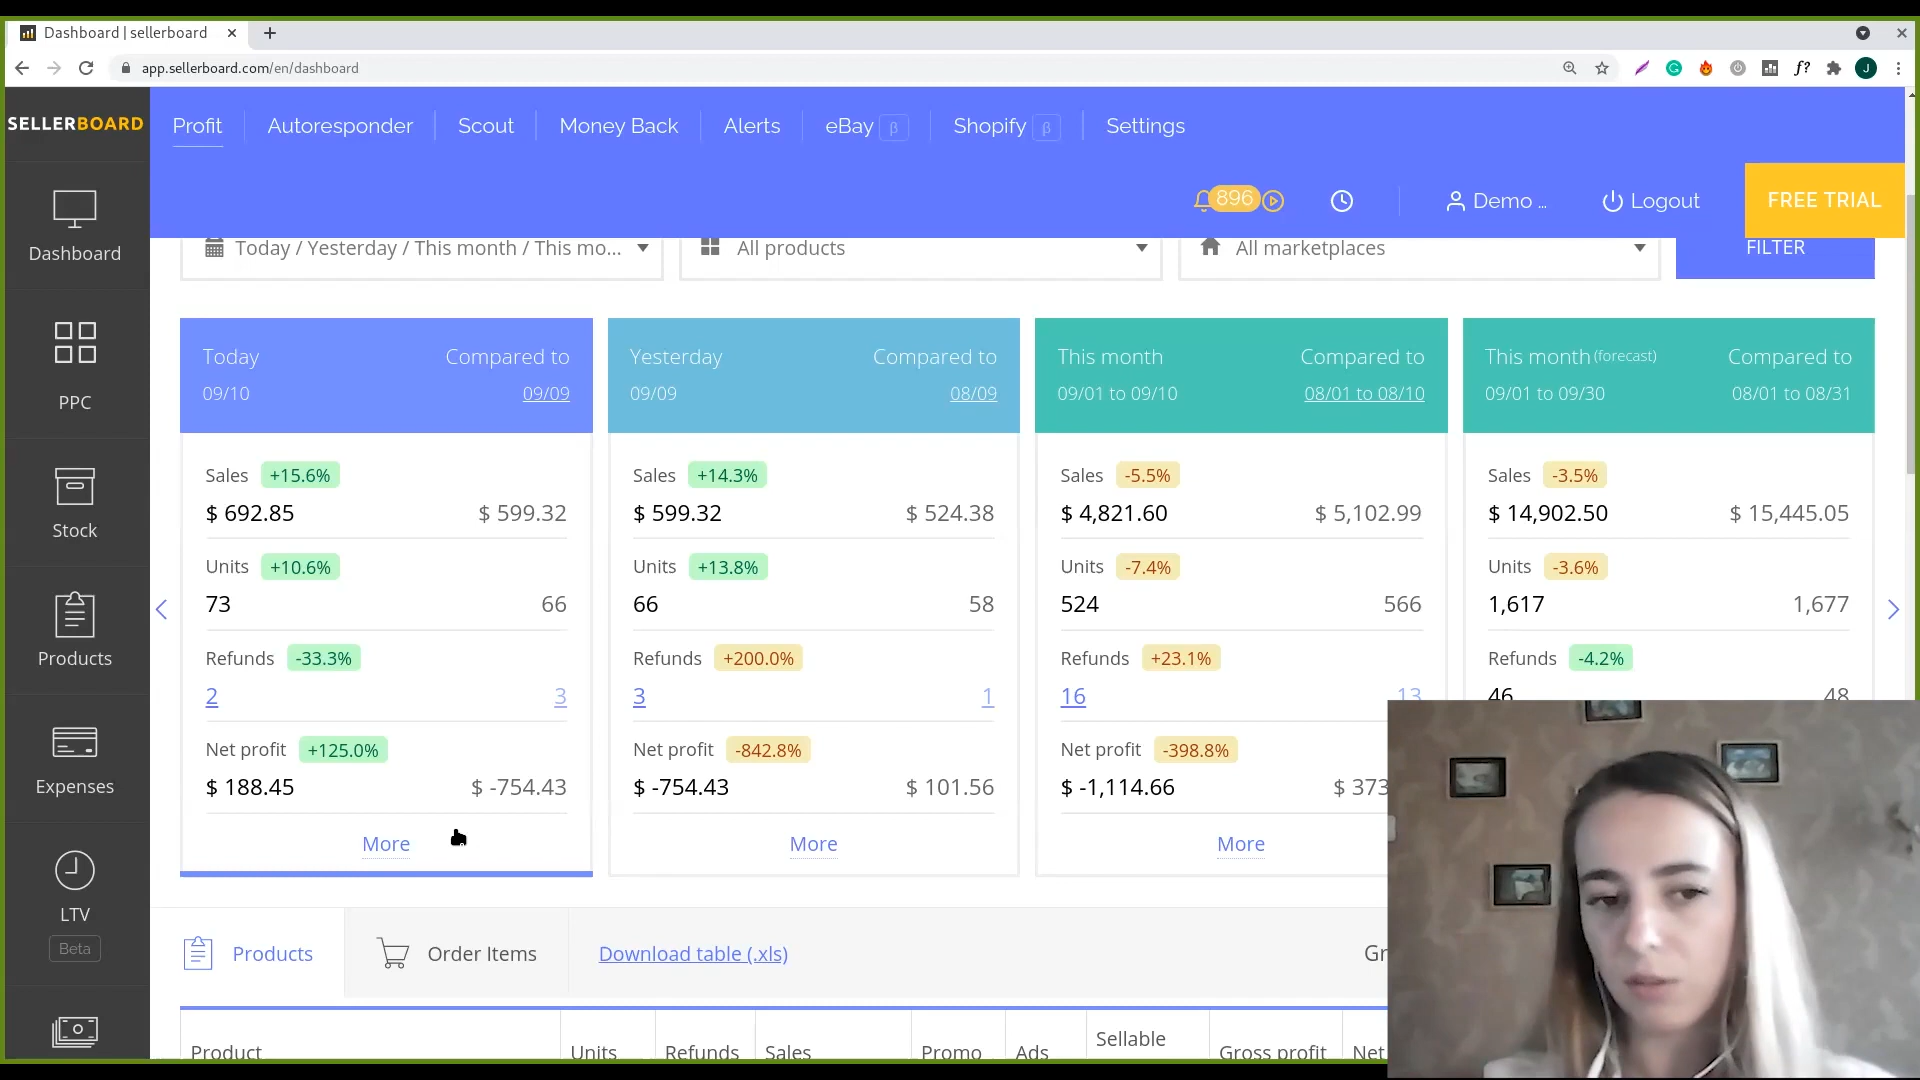 Dashboard | sellerboard
app.sellerboard.com/en/dashboard
SELLERBOARD
Profit
Autoresponder
Scout
Money Back
Alerts
eBay β
Shopify β
Settings
896
Demo ...
Logout
FREE TRIAL
Dashboard
PPC
Stock
Products
Expenses
LTV
Beta
Today / Yesterday / This month / This mo...
All products
All marketplaces
FILTER
Today Compared to
09/10 09/09
Sales +15.6%
$ 692.85 $ 599.32
Units +10.6%
73 66
Refunds -33.3%
2 3
Net profit +125.0%
$ 188.45 $ -754.43
More
Yesterday Compared to
09/09 08/09
Sales +14.3%
$ 599.32 $ 524.38
Units +13.8%
66 58
Refunds +200.0%
3 1
Net profit -842.8%
$ -754.43 $ 101.56
More
This month Compared to
09/01 to 09/10 08/01 to 08/10
Sales -5.5%
$ 4,821.60 $ 5,102.99
Units -7.4%
524 566
Refunds +23.1%
16 13
Net profit -398.8%
$ -1,114.66 $ 373
More
This month (forecast) Compared to
09/01 to 09/30 08/01 to 08/31
Sales -3.5%
$ 14,902.50 $ 15,445.05
Units -3.6%
1,617 1,677
Refunds -4.2%
46 48
Products
Order Items
Download table (.xls)
Gr
Product
Units
Refunds
Sales
Promo
Ads
Sellable
Gross profit
Net